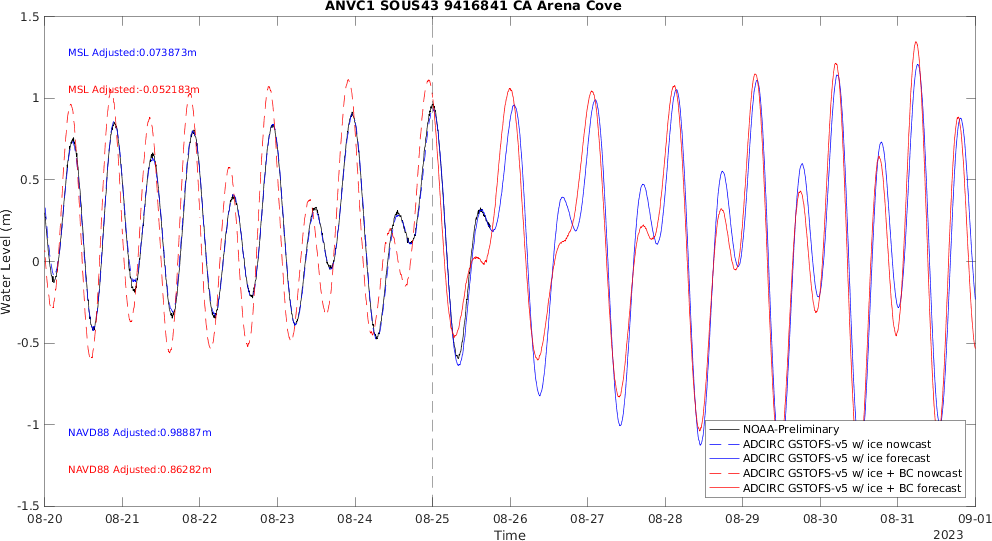 ANVC1 SOUS43 9416841 CA Arena Cove
1.5
1
0.5
0
-0.5
-1
-1.5
Water Level (m)
MSL Adjusted:0.073873m
MSL Adjusted:-0.052183m
NAVD88 Adjusted:0.98887m
NAVD88 Adjusted:0.86282m
NOAA-Preliminary
ADCIRC GSTOFS-v5 w/ ice nowcast
ADCIRC GSTOFS-v5 w/ ice forecast
ADCIRC GSTOFS-v5 w/ ice + BC nowcast
ADCIRC GSTOFS-v5 w/ ice + BC forecast
08-20 08-21 08-22 08-23 08-24 08-25 08-26 08-27 08-28 08-29 08-30 08-31 09-01
Time
2023